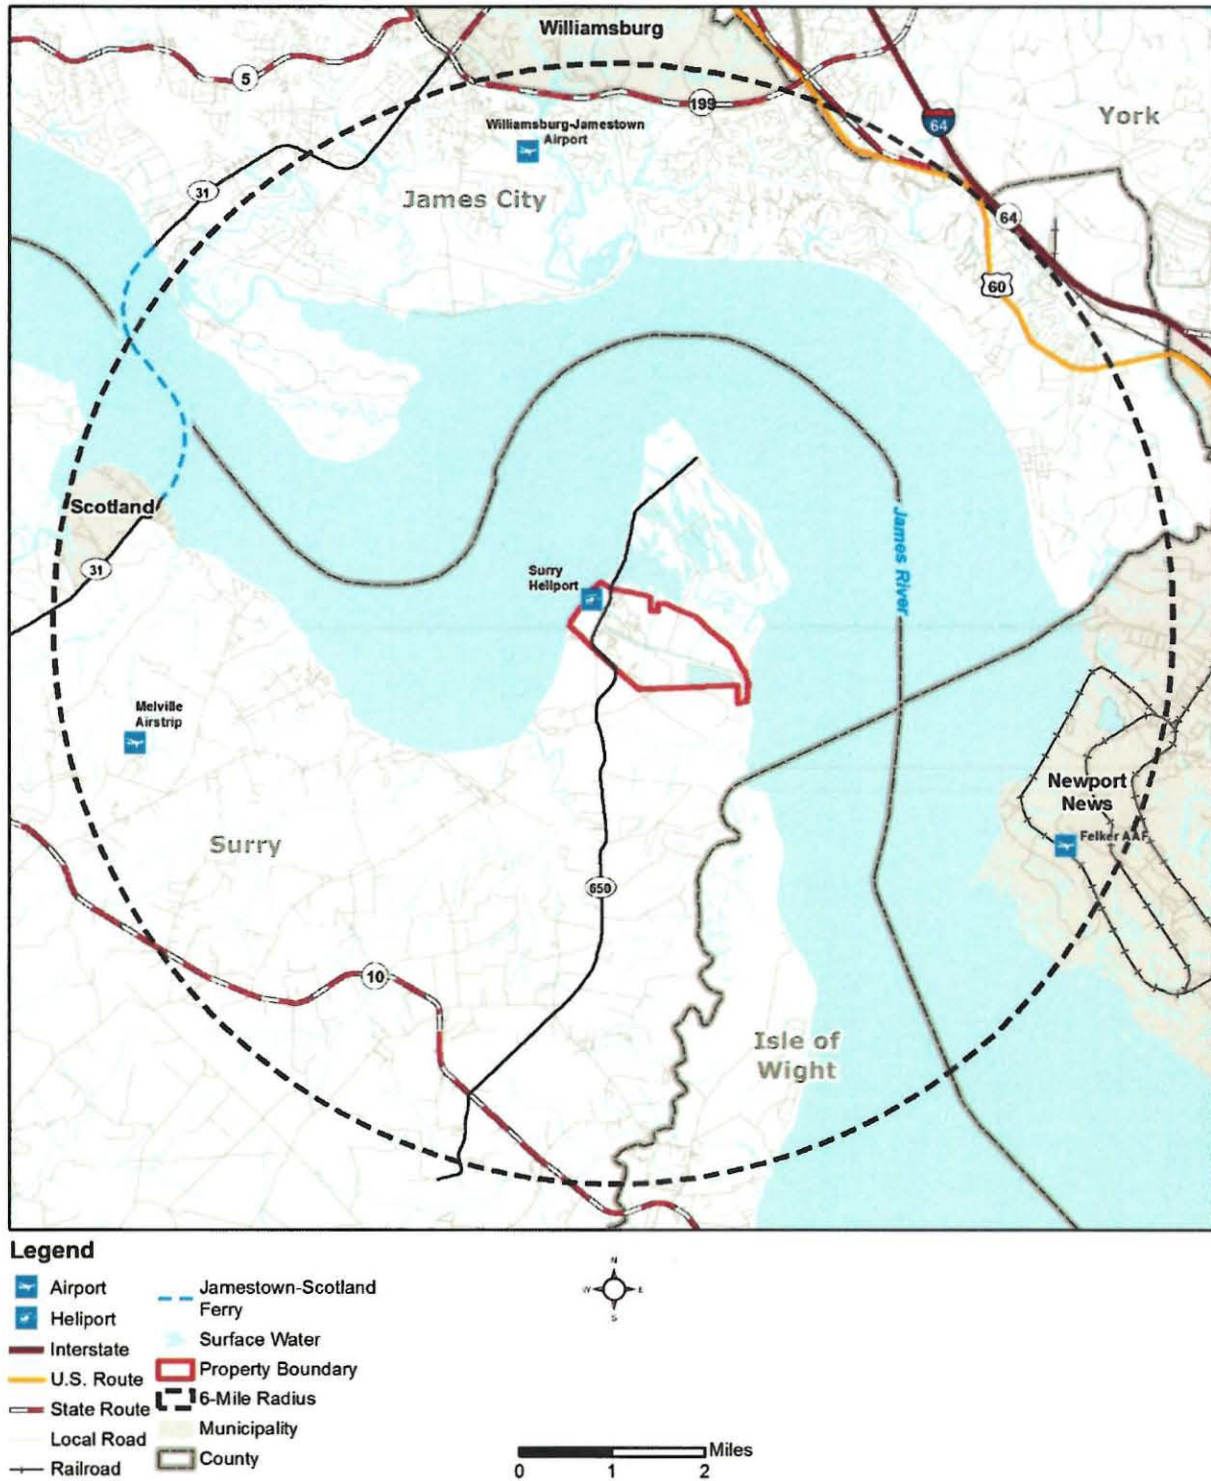 Williamsburg
5
199
64
York
Williamsburg-Jamestown
Airport
31
James City
64
60
Scotland
James River
31
Surry
Heliport
Melville
Airstrip
Newport
News
Felker AAF
Surry
650
10
Isle of
Wight
Legend
Airport
Heliport
Interstate
U.S. Route
State Route
Local Road
Railroad
Jamestown-Scotland
Ferry
Surface Water
Property Boundary
6-Mile Radius
Municipality
County
N
W E
S
Miles
0 1 2